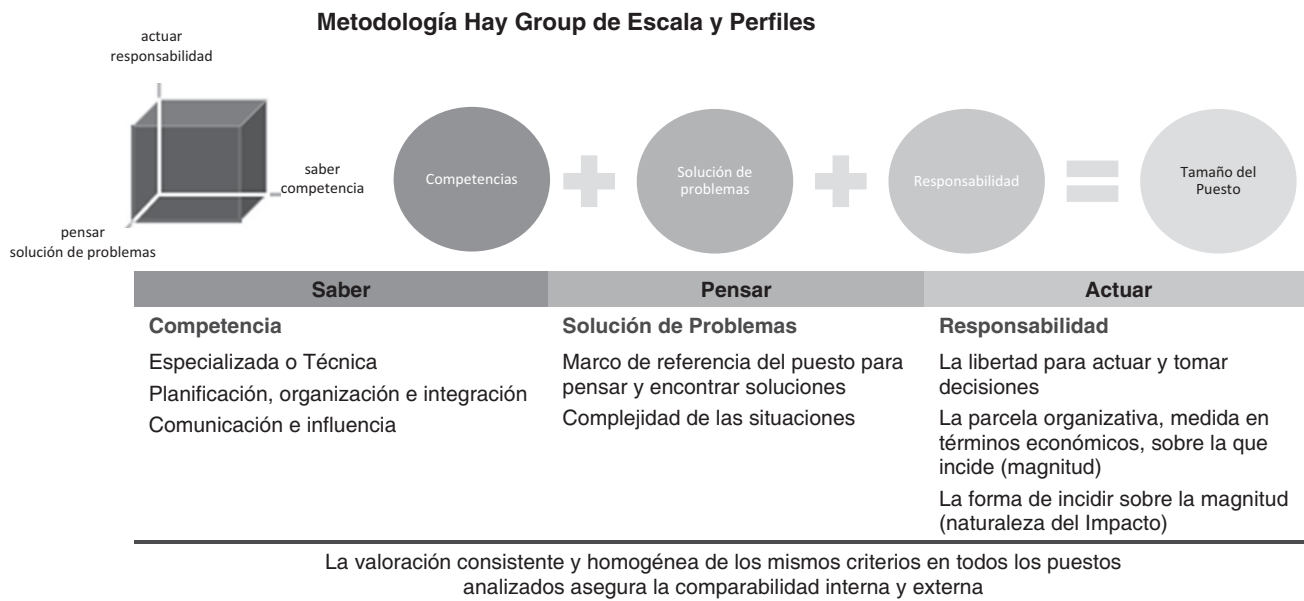 Metodología Hay Group de Escala y Perfiles
actuar
responsabilidad
saber
competencia
pensar
solución de problemas
Competencias
Solución de
problemas
Responsabilidad
Tamaño del
Puesto
Saber
Pensar
Actuar
Competencia
Especializada o Técnica
Planificación, organización e integración
Comunicación e influencia
Solución de Problemas
Marco de referencia del puesto para
pensar y encontrar soluciones
Complejidad de las situaciones
Responsabilidad
La libertad para actuar y tomar
decisiones
La parcela organizativa, medida en
términos económicos, sobre la que
incide (magnitud)
La forma de incidir sobre la magnitud
(naturaleza del Impacto)
La valoración consistente y homogénea de los mismos criterios en todos los puestos
analizados asegura la comparabilidad interna y externa